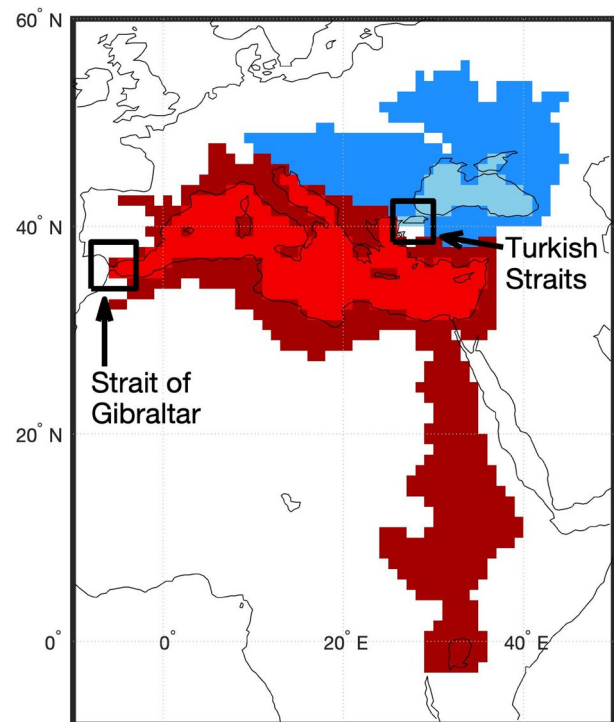 60° N
40° N
Turkish
Straits
Strait of
Gibraltar
20° N
0°
0°
20° E
40° E